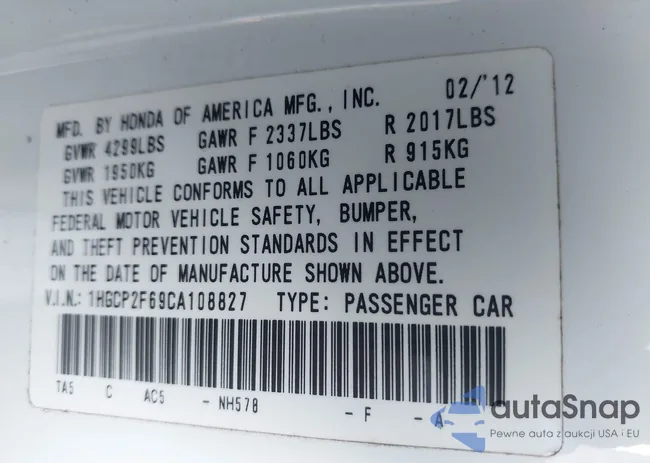 MFD. BY HONDA OF AMERICA MFG., INC. 02/'12
GVWR 4299LBS GAWR F 2337LBS R 2017LBS
GVWR 1950KG GAWR F 1060KG R 915KG
THIS VEHICLE CONFORMS TO ALL APPLICABLE
FEDERAL MOTOR VEHICLE SAFETY, BUMPER,
AND THEFT PREVENTION STANDARDS IN EFFECT
ON THE DATE OF MANUFACTURE SHOWN ABOVE.
V.I.N.: 1HGCP2F69CA108827 TYPE: PASSENGER CAR
TA5 C AC5 - NH578 - F - A
autaSnap
Pewne auta z aukcji USA i EU